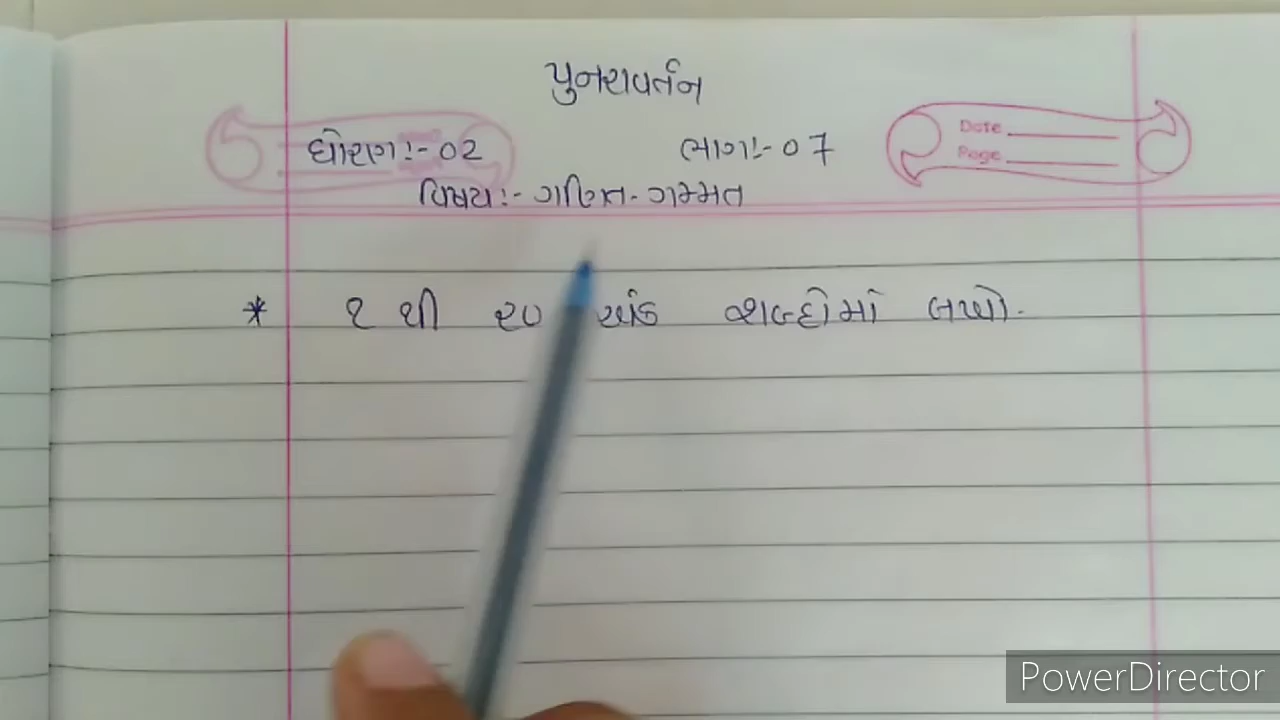 પુનરાવર્તન
Date
ધોરણ:- 02 ભાગ:- 07
Page
વિષય:- ગણિત- ગમ્મત
* ૧ થી ૨૦ અંક શબ્દોમાં લખો.
PowerDirector